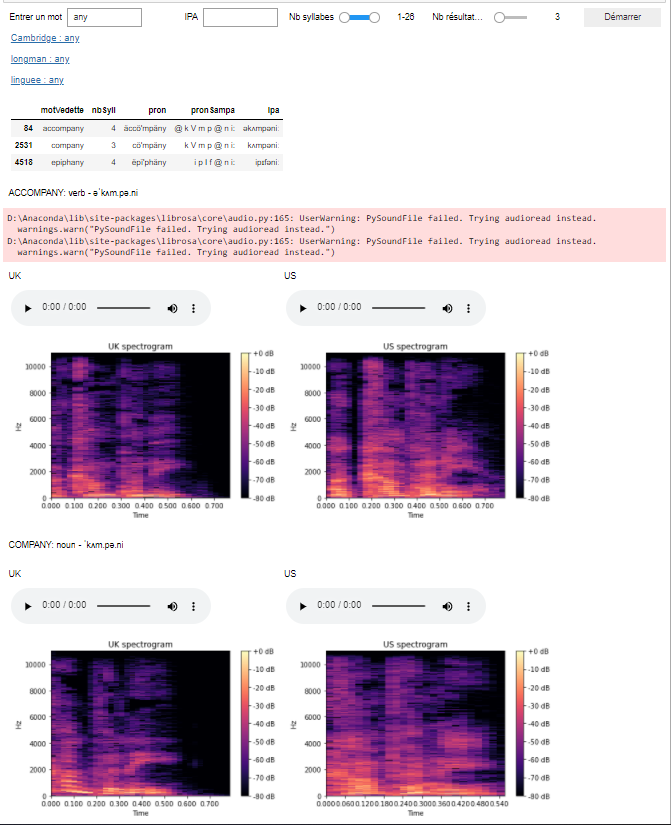 Entrer un mot any IPA Nb syllabes 1-26 Nb résultat... 3 Démarrer
Cambridge : any
longman : any
linguee : any
motVedette nbSyll pron pronSampa ipa
84 accompany 4 äccö'mpäny @ k V m p @ n i: əkʌmpəniː
2531 company 3 cö'mpäny k V m p @ n i: kʌmpəniː
4518 epiphany 4 ëpi'phäny i p I f @ n i: ipɪfəniː
ACCOMPANY: verb - əˈkʌm.pə.ni
D:\Anaconda\lib\site-packages\librosa\core\audio.py:165: UserWarning: PySoundFile failed. Trying audioread instead.
warnings.warn("PySoundFile failed. Trying audioread instead.")
D:\Anaconda\lib\site-packages\librosa\core\audio.py:165: UserWarning: PySoundFile failed. Trying audioread instead.
warnings.warn("PySoundFile failed. Trying audioread instead.")
UK US
0:00 / 0:00 0:00 / 0:00
UK spectrogram US spectrogram
+0 dB +0 dB
10000 -10 dB 10000 -10 dB
8000 -20 dB 8000 -20 dB
-30 dB -30 dB
6000 -40 dB 6000 -40 dB
Hz Hz
4000 -50 dB 4000 -50 dB
-60 dB -60 dB
2000 -70 dB 2000 -70 dB
0 -80 dB 0 -80 dB
0.000 0.100 0.200 0.300 0.400 0.500 0.600 0.700 0.000 0.100 0.200 0.300 0.400 0.500 0.600 0.700
Time Time
COMPANY: noun - ˈkʌm.pə.ni
UK US
0:00 / 0:00 0:00 / 0:00
UK spectrogram US spectrogram
+0 dB +0 dB
10000 -10 dB 10000 -10 dB
8000 -20 dB 8000 -20 dB
-30 dB -30 dB
6000 -40 dB 6000 -40 dB
Hz Hz
4000 -50 dB 4000 -50 dB
-60 dB -60 dB
2000 -70 dB 2000 -70 dB
0 -80 dB 0 -80 dB
0.000 0.100 0.200 0.300 0.400 0.500 0.600 0.700 0.000 0.060 0.120 0.180 0.240 0.300 0.360 0.420 0.480 0.540
Time Time